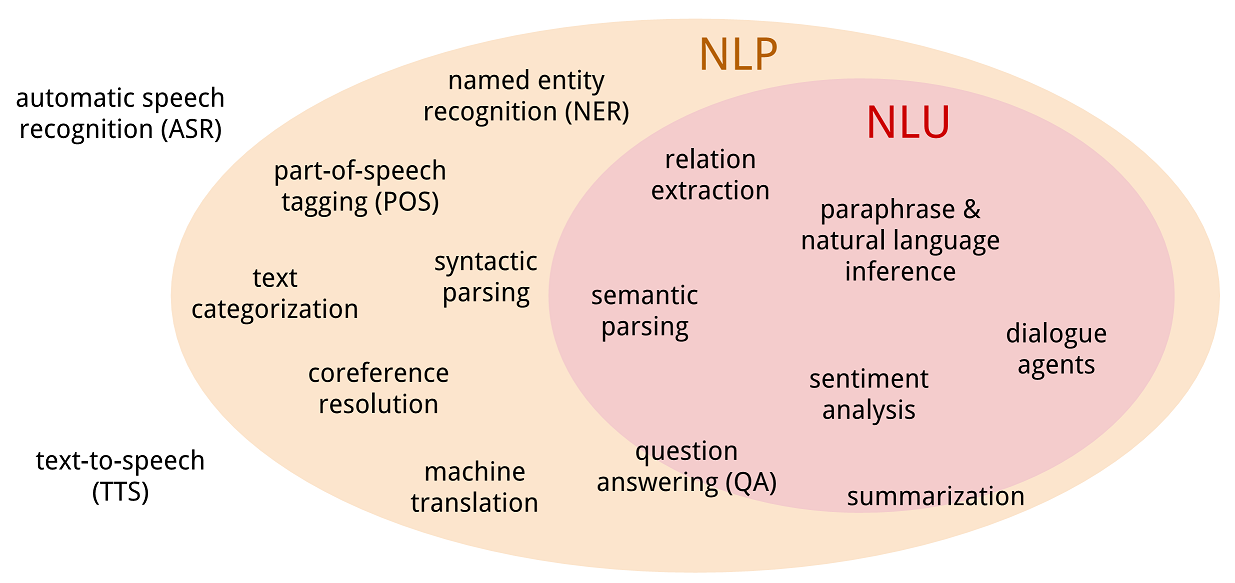 NLP
NLU
automatic speech
recognition (ASR)
named entity
recognition (NER)
part-of-speech
tagging (POS)
relation
extraction
paraphrase &
natural language
inference
text
categorization
syntactic
parsing
semantic
parsing
dialogue
agents
coreference
resolution
sentiment
analysis
text-to-speech
(TTS)
machine
translation
question
answering (QA)
summarization